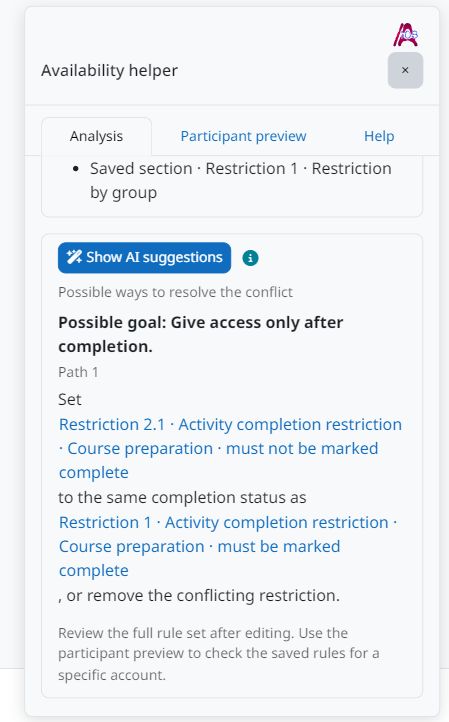 Availability helper
×
Analysis
Participant preview
Help
• Saved section · Restriction 1 · Restriction
by group
Show AI suggestions
Possible ways to resolve the conflict
Possible goal: Give access only after
completion.
Path 1
Set
Restriction 2.1 · Activity completion restriction
· Course preparation · must not be marked
complete
to the same completion status as
Restriction 1 · Activity completion restriction ·
Course preparation · must be marked
complete
, or remove the conflicting restriction.
Review the full rule set after editing. Use the
participant preview to check the saved rules for a
specific account.